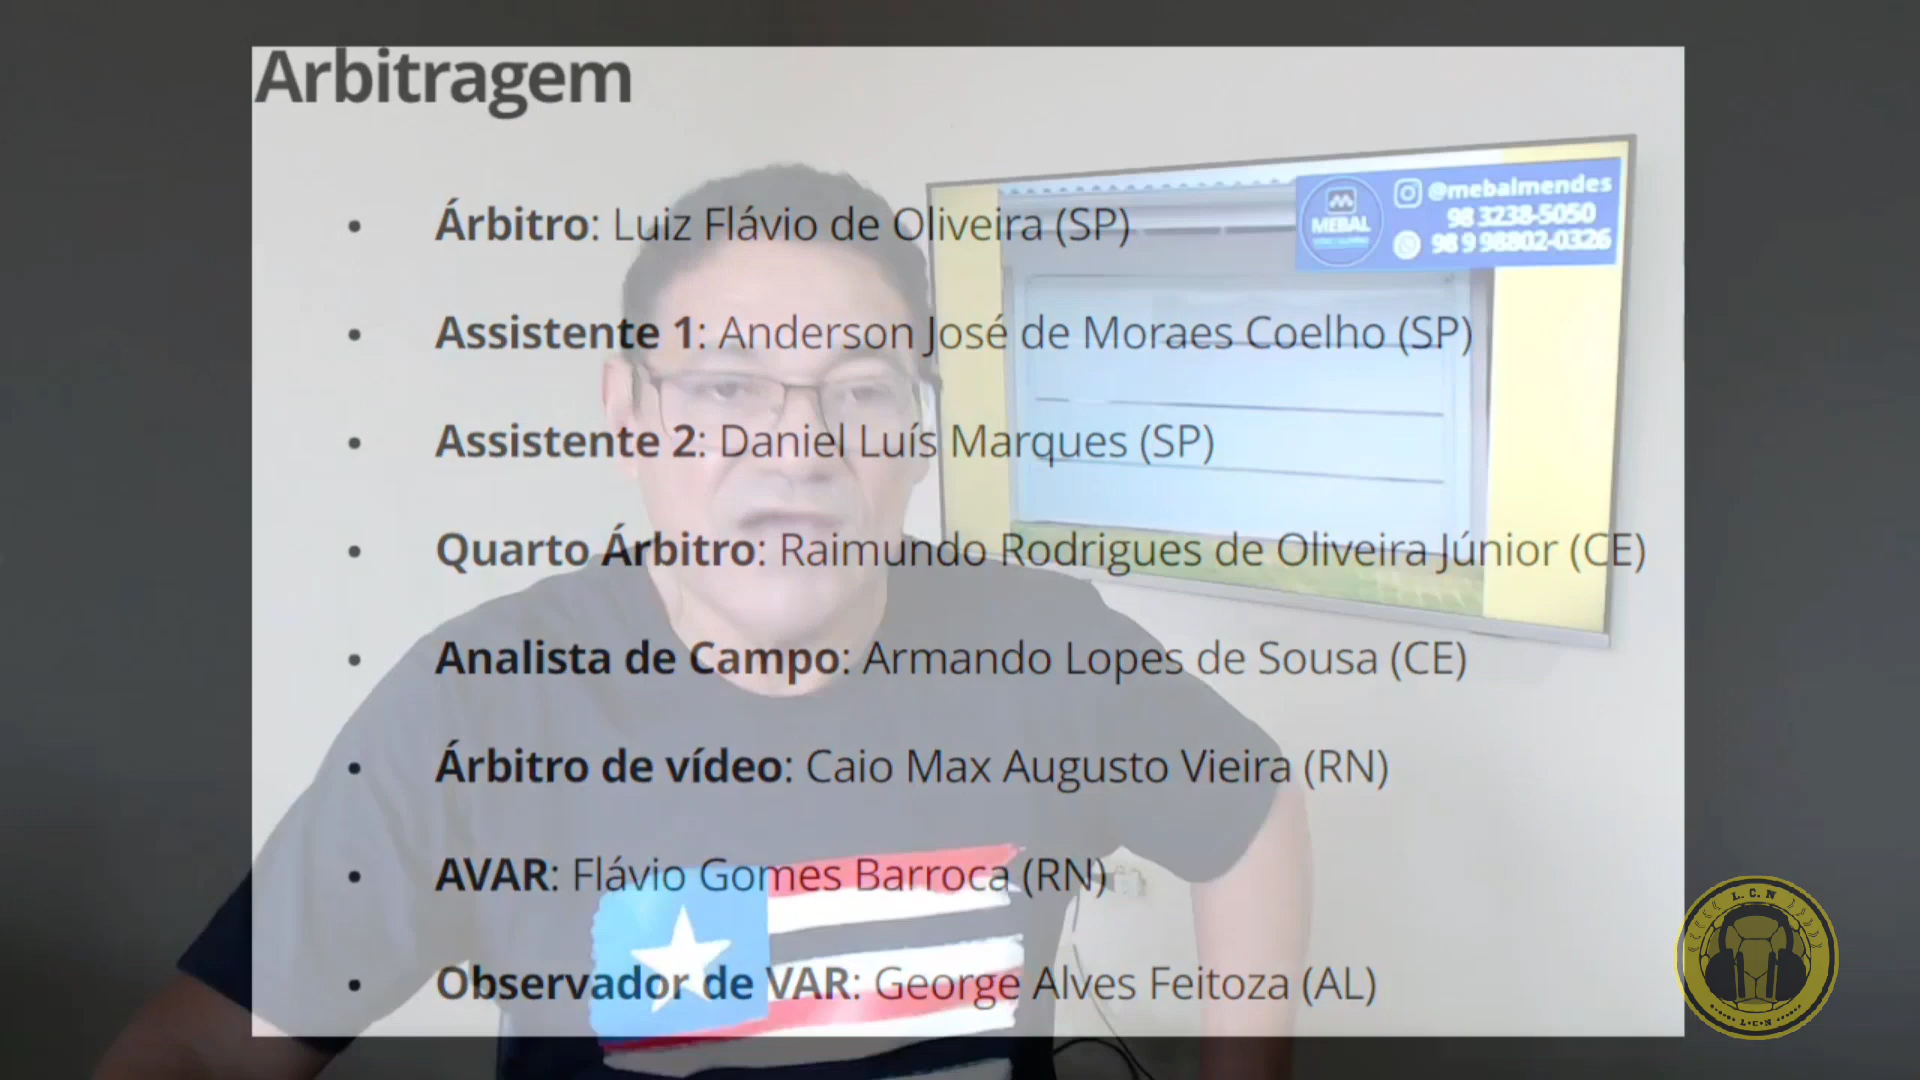 Arbitragem
• Árbitro: Luiz Flávio de Oliveira (SP)
• Assistente 1: Anderson José de Moraes Coelho (SP)
• Assistente 2: Daniel Luís Marques (SP)
• Quarto Árbitro: Raimundo Rodrigues de Oliveira Júnior (CE)
• Analista de Campo: Armando Lopes de Sousa (CE)
• Árbitro de vídeo: Caio Max Augusto Vieira (RN)
• AVAR: Flávio Gomes Barroca (RN)
• Observador de VAR: George Alves Feitoza (AL)
MEBAL
@mebalmendes
98 3238-5050
98 9 98802-0326
L. C. N
L•C•N